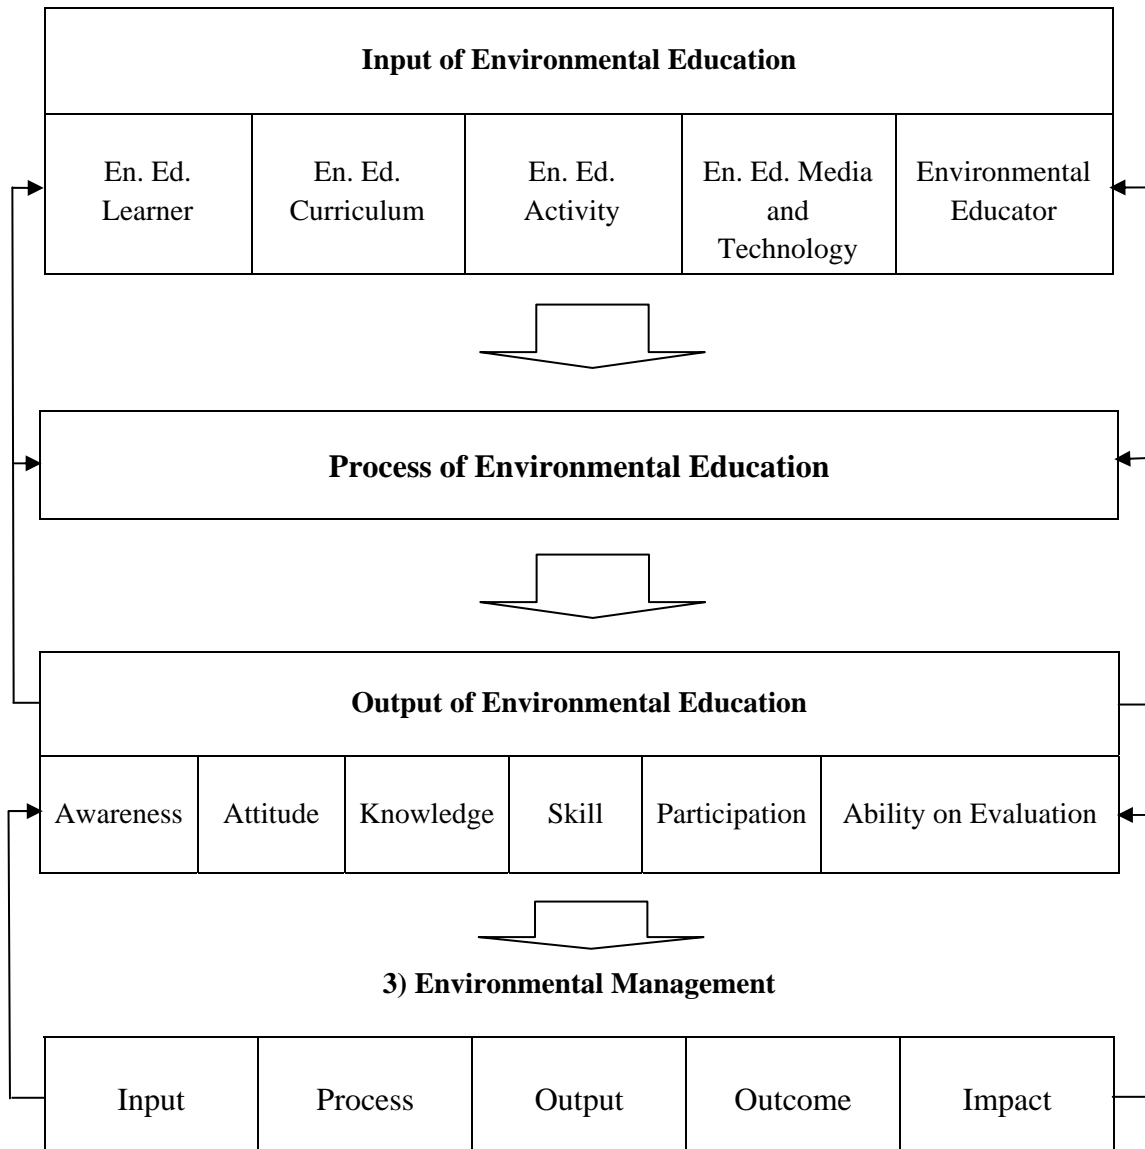 Input of Environmental Education
En. Ed.
Learner
En. Ed.
Curriculum
En. Ed.
Activity
En. Ed. Media
and
Technology
Environmental
Educator
Process of Environmental Education
Output of Environmental Education
Awareness
Attitude
Knowledge
Skill
Participation
Ability on Evaluation
3) Environmental Management
Input
Process
Output
Outcome
Impact